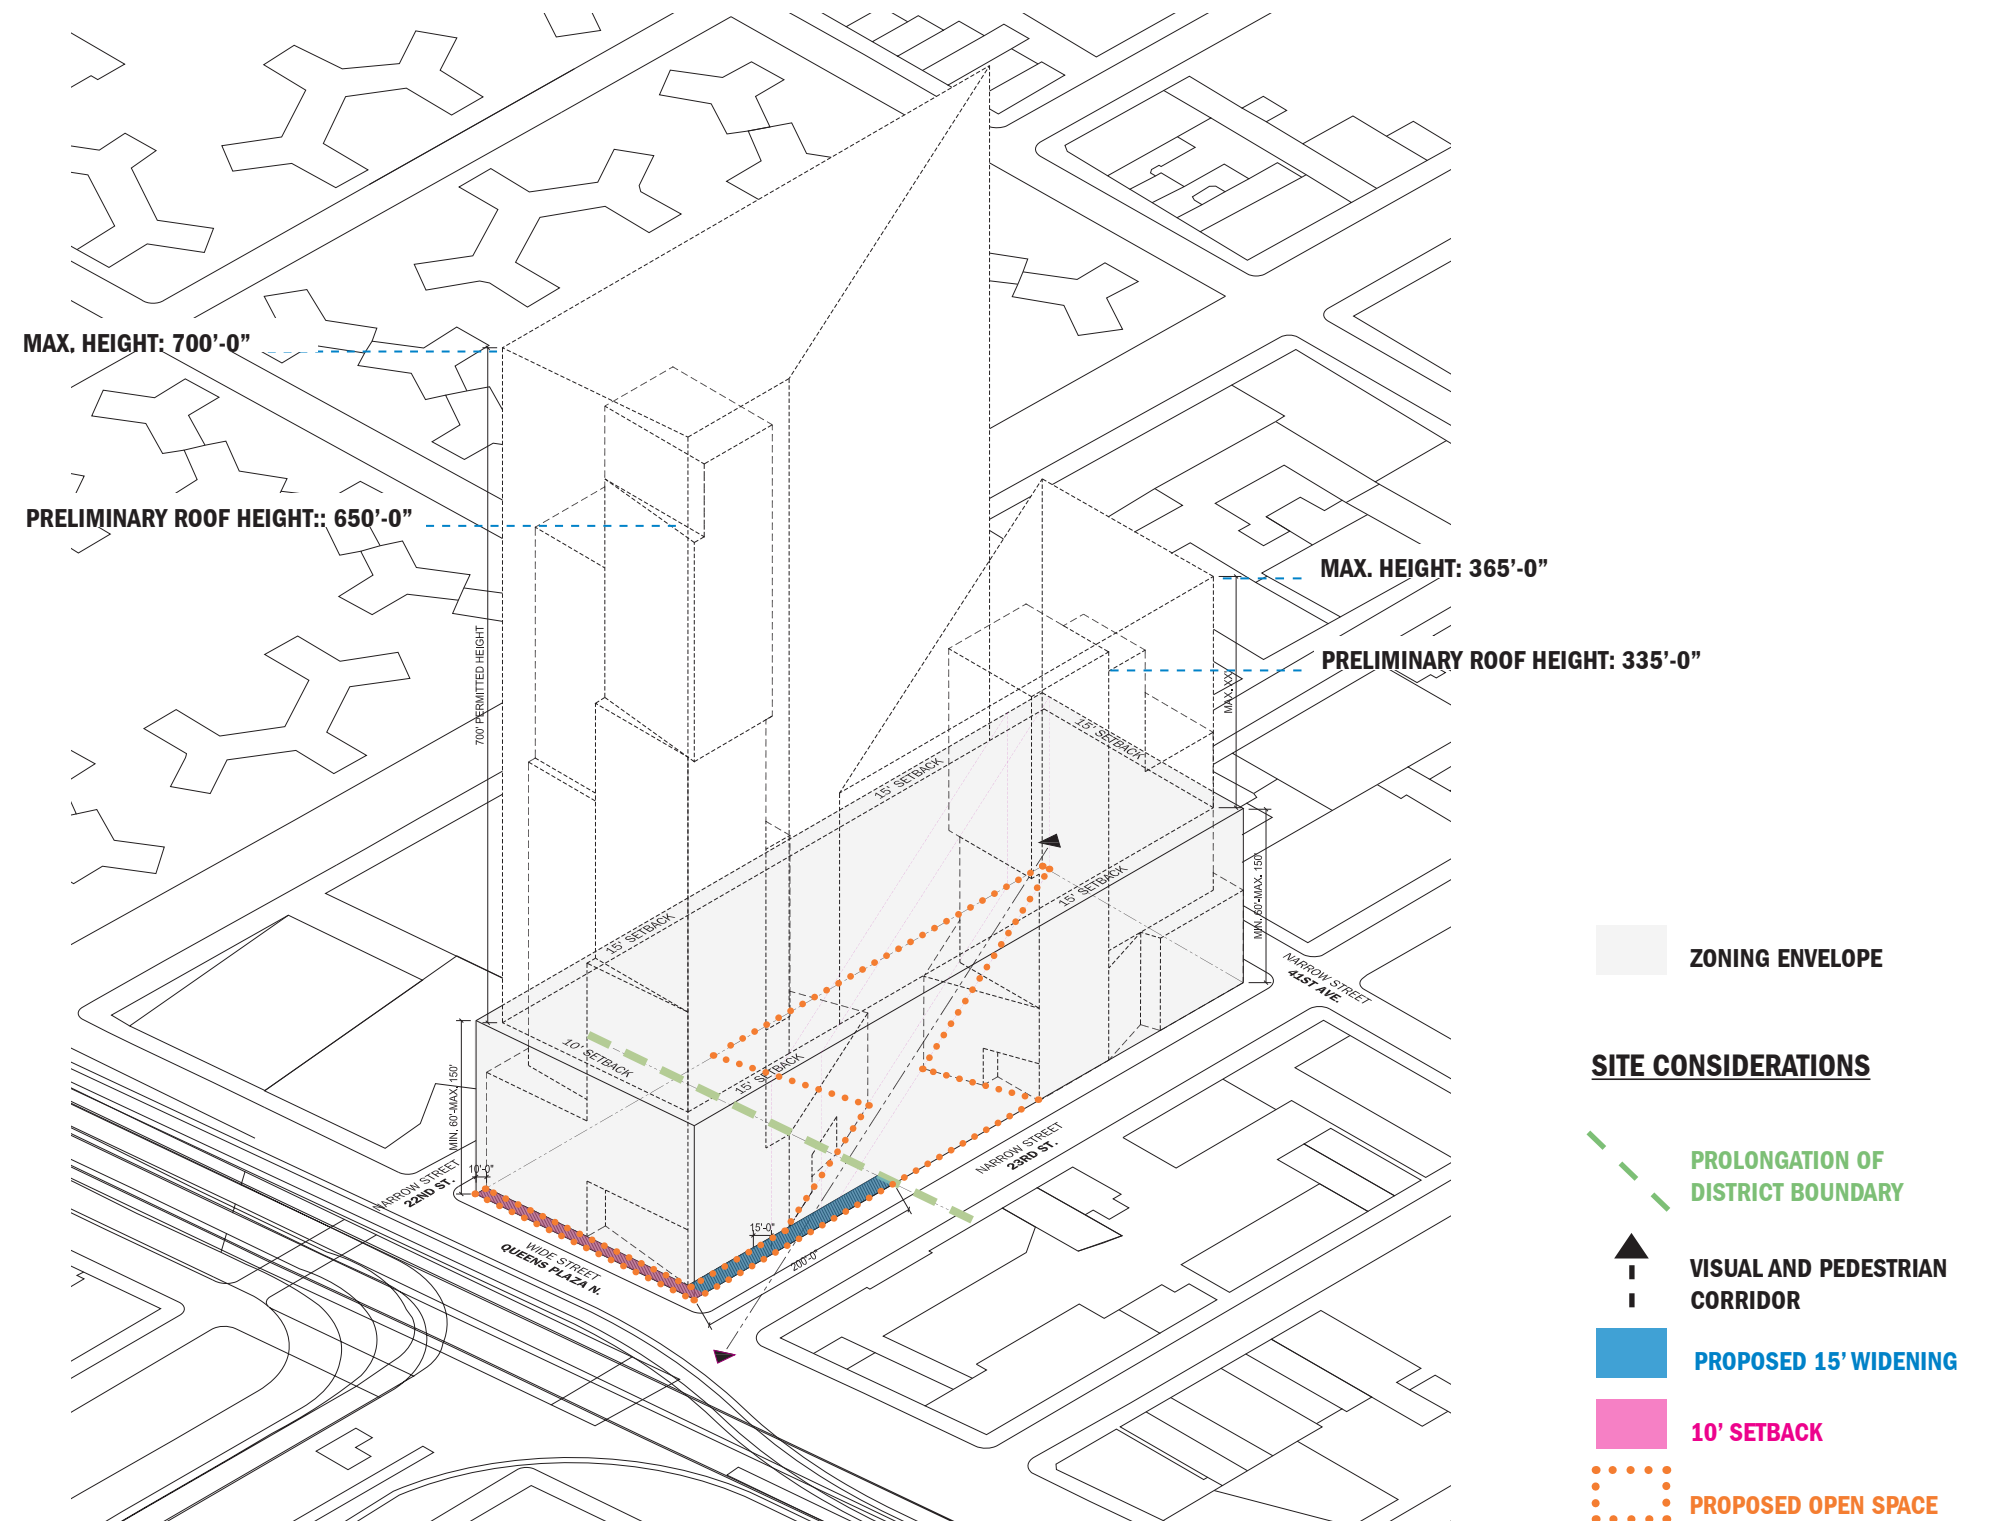 MAX. HEIGHT: 700’-0”
PRELIMINARY ROOF HEIGHT:: 650’-0”
MAX. HEIGHT: 365’-0”
PRELIMINARY ROOF HEIGHT: 335’-0”
700' PERMITTED HEIGHT
MAX. XX'
15' SETBACK
15' SETBACK
15' SETBACK
15' SETBACK
15' SETBACK
10' SETBACK
MIN. 60'-MAX. 150'
MIN. 60'-MAX. 150'
NARROW STREET
41ST AVE.
NARROW STREET
23RD ST.
NARROW STREET
22ND ST.
10'-0"
15'-0"
200'-0"
WIDE STREET
QUEENS PLAZA N.
ZONING ENVELOPE
SITE CONSIDERATIONS
PROLONGATION OF
DISTRICT BOUNDARY
VISUAL AND PEDESTRIAN
CORRIDOR
PROPOSED 15’ WIDENING
10’ SETBACK
PROPOSED OPEN SPACE